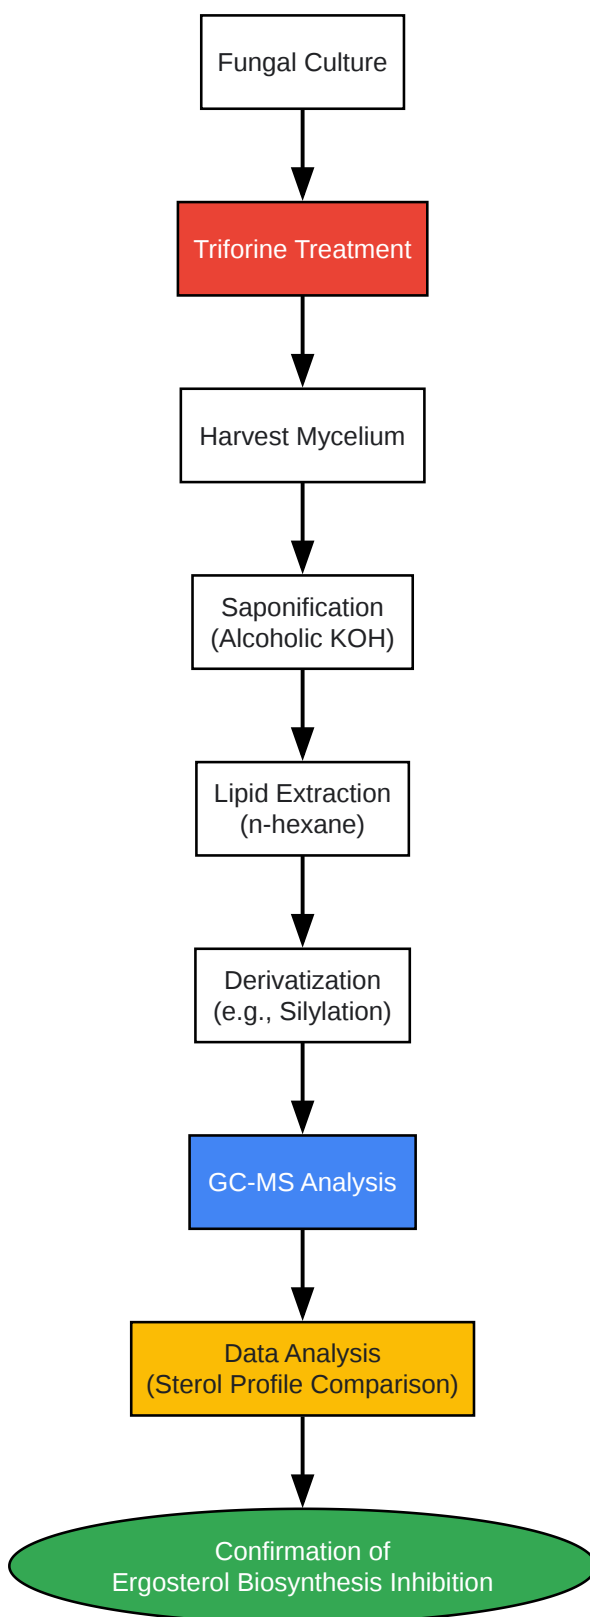 Fungal Culture
Triforine Treatment
Harvest Mycelium
Saponification
(Alcoholic KOH)
Lipid Extraction
(n-hexane)
Derivatization
(e.g., Silylation)
GC-MS Analysis
Data Analysis
(Sterol Profile Comparison)
Confirmation of
Ergosterol Biosynthesis Inhibition